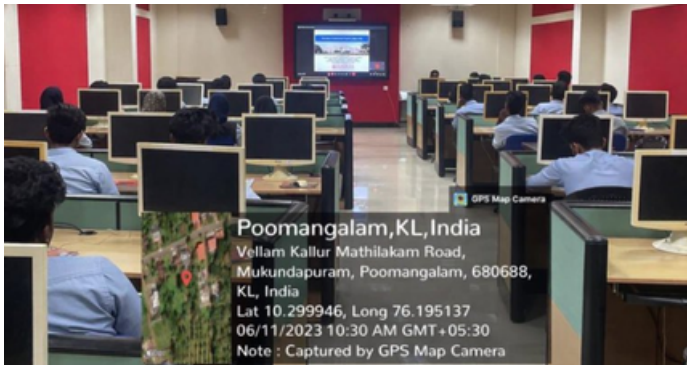 GPS Map Camera
Poomangalam,KL,India
Vellam Kallur Mathilakam Road,
Mukundapuram, Poomangalam, 680688,
KL, India
Lat 10.299946, Long 76.195137
06/11/2023 10:30 AM GMT+05:30
Note : Captured by GPS Map Camera